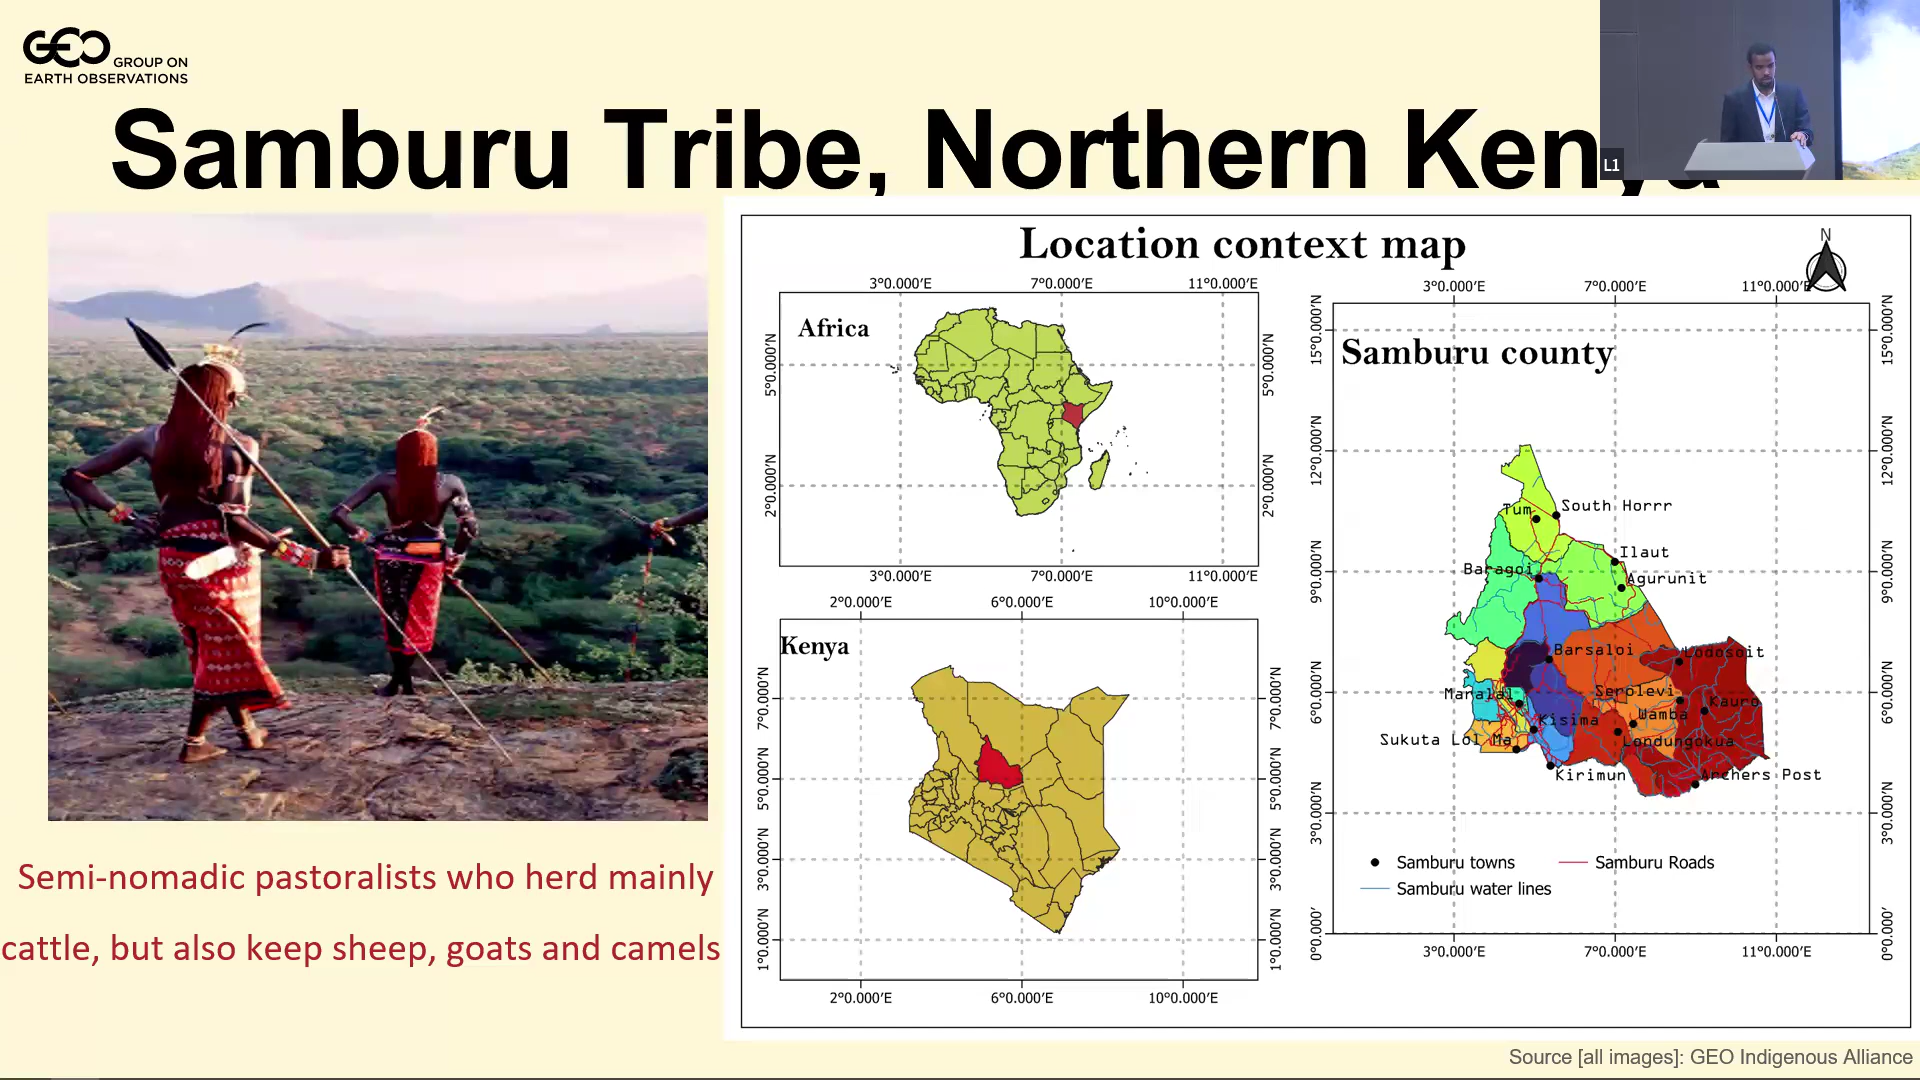 GEO GROUP ON
EARTH OBSERVATIONS
L1
Samburu Tribe, Northern Kenya
Semi-nomadic pastoralists who herd mainly
cattle, but also keep sheep, goats and camels
Location context map
N
3°0.000'E 7°0.000'E 11°0.000'E
Africa
5°0.000'N 5°0.000'N
2°0.000'N 2°0.000'N
3°0.000'E 7°0.000'E 11°0.000'E
2°0.000'E 6°0.000'E 10°0.000'E
Kenya
7°0.000'N 7°0.000'N
5°0.000'N 5°0.000'N
3°0.000'N 3°0.000'N
1°0.000'N 1°0.000'N
2°0.000'E 6°0.000'E 10°0.000'E
3°0.000'E 7°0.000'E 11°0.000'E
15°0.000'N 15°0.000'N
Samburu county
12°0.000'N 12°0.000'N
Tum South Horrr
Ilaut
9°0.000'N 9°0.000'N
Baragoi Agurunit
Barsaloi Lodosoit
6°0.000'N 6°0.000'N
Maralal Serolevi Kauro
Kisima Wamba
Sukuta Lol Ma Londungokua
Kirimun Archers Post
3°0.000'N 3°0.000'N
Samburu towns Samburu Roads
Samburu water lines
0°0.000' 0°0.000'
3°0.000'E 7°0.000'E 11°0.000'E
Source [all images]: GEO Indigenous Alliance